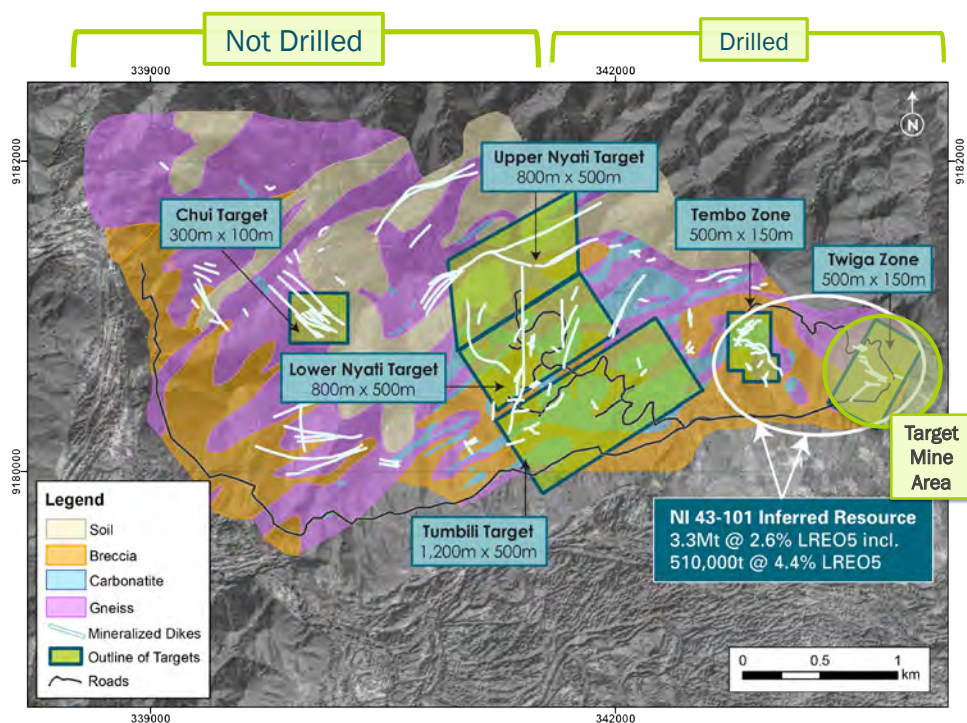 Not Drilled
Drilled
339000
342000
N
9182000
9182000
Upper Nyati Target
800m x 500m
Chui Target
300m x 100m
Tembo Zone
500m x 150m
Twiga Zone
500m x 150m
Lower Nyati Target
800m x 500m
Target
Mine
Area
9180000
Legend
Soil
Breccia
Carbonatite
Gneiss
Mineralized Dikes
Outline of Targets
Roads
Tumbili Target
1,200m x 500m
NI 43-101 Inferred Resource
3.3Mt @ 2.6% LREO5 incl.
510,000t @ 4.4% LREO5
9180000
0 0.5 1
km
339000
342000